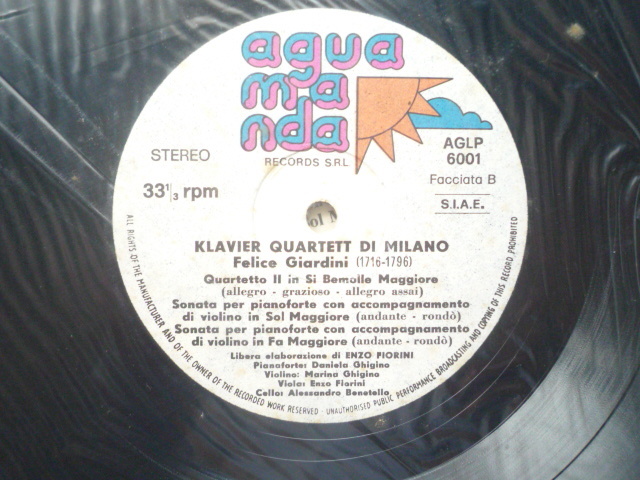 agua
ma
nda
RECORDS S.R.L
STEREO
33 1/3 rpm
AGLP
6001
Facciata B
S.I.A.E.
KLAVIER QUARTETT DI MILANO
Felice Giardini (1716-1796)
Quartetto II in Si Bemolle Maggiore
(allegro - grazioso - allegro assai)
Sonata per pianoforte con accompagnamento
di violino in Sol Maggiore (andante - rondò)
Sonata per pianoforte con accompagnamento
di violino in Fa Maggiore (andante - rondò)
Libera elaborazione di ENZO FIORINI
Pianoforte: Daniela Ghigino
Violino: Marina Ghigino
Viola: Enzo Fiorini
Cello: Alessandro Benetello
ALL RIGHTS OF THE MANUFACTURER AND OF THE OWNER OF THE RECORDED WORK RESERVED - UNAUTHORISED PUBLIC PERFORMANCE BROADCASTING AND COPYING OF THIS RECORD PROHIBITED